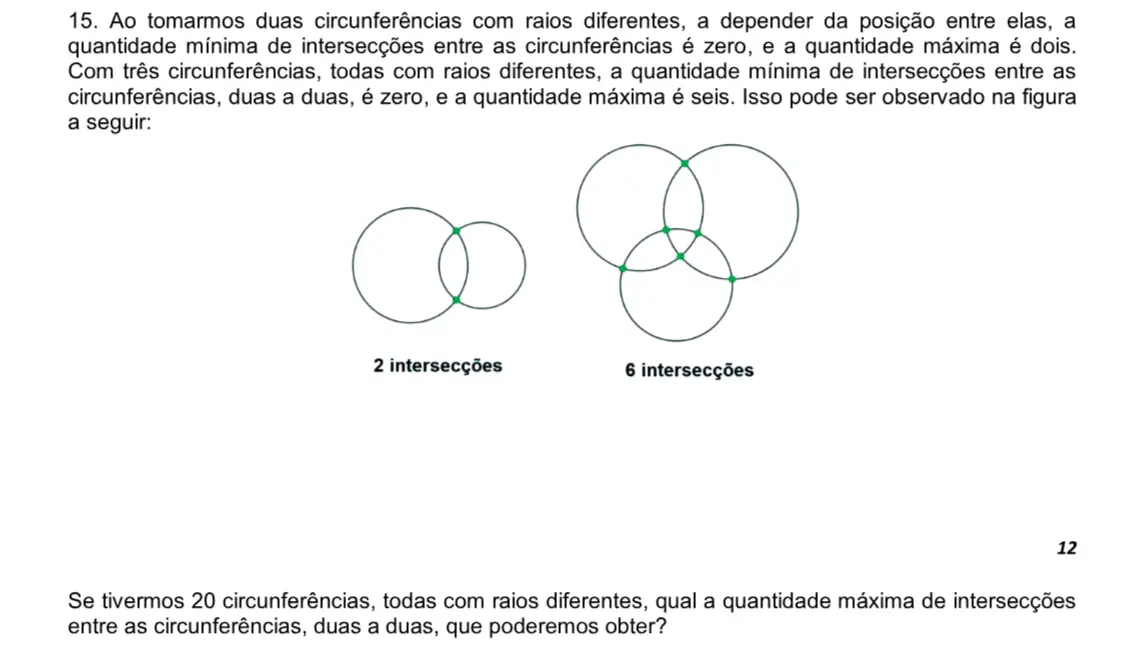 15. Ao tomarmos duas circunferências com raios diferentes, a depender da posição entre elas, a
quantidade mínima de intersecções entre as circunferências é zero, e a quantidade máxima é dois.
Com três circunferências, todas com raios diferentes, a quantidade mínima de intersecções entre as
circunferências, duas a duas, é zero, e a quantidade máxima é seis. Isso pode ser observado na figura
a seguir:
2 intersecções
6 intersecções
12
Se tivermos 20 circunferências, todas com raios diferentes, qual a quantidade máxima de intersecções
entre as circunferências, duas a duas, que poderemos obter?